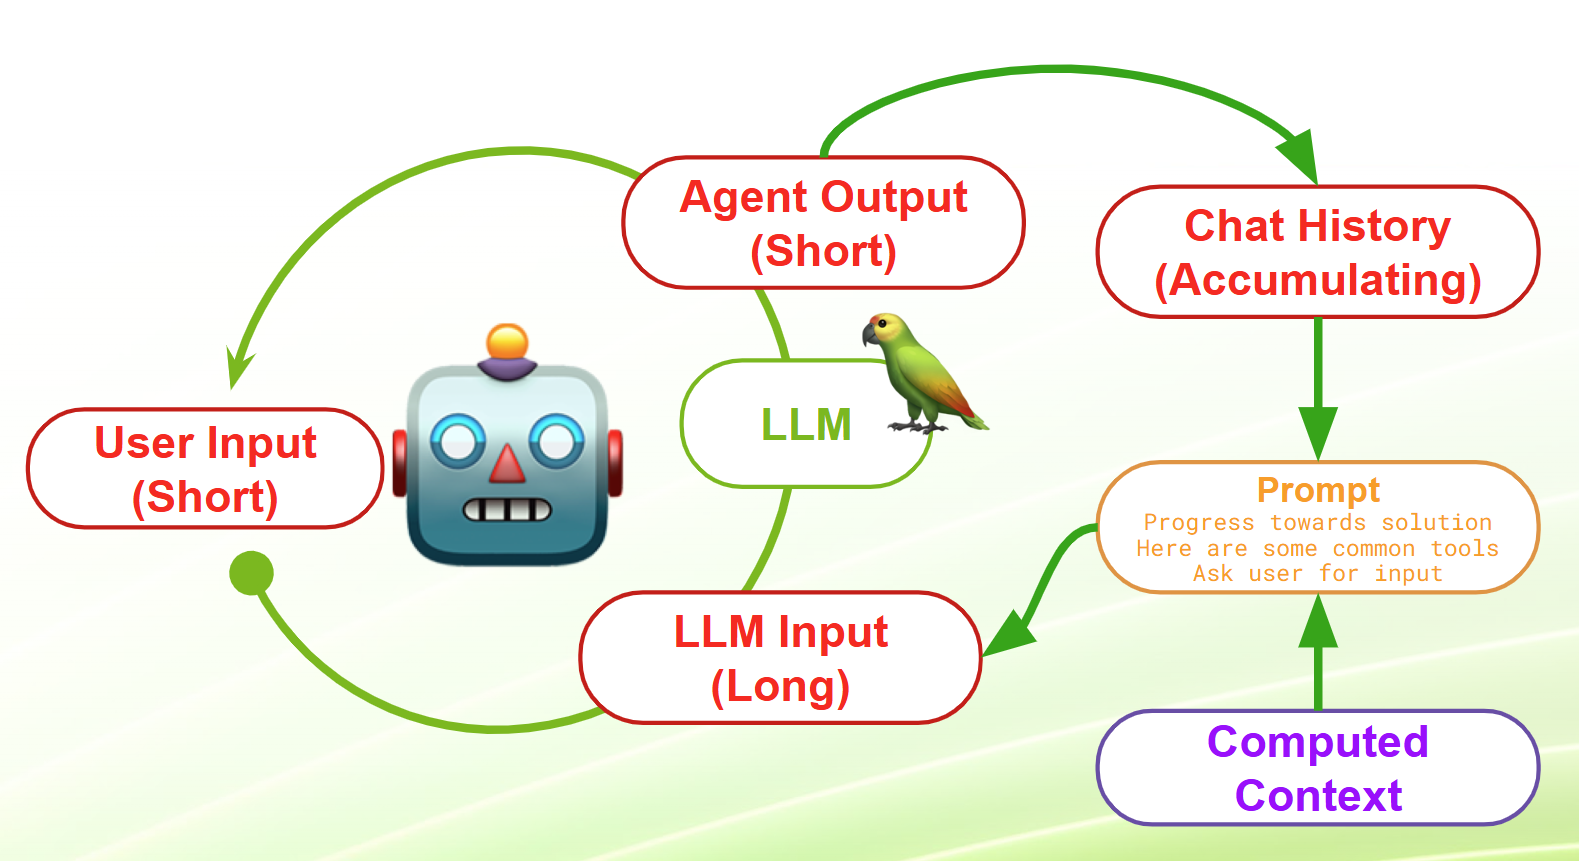 Agent Output
(Short)
Chat History
(Accumulating)
User Input
(Short)
LLM
Prompt
Progress towards solution
Here are some common tools
Ask user for input
LLM Input
(Long)
Computed
Context